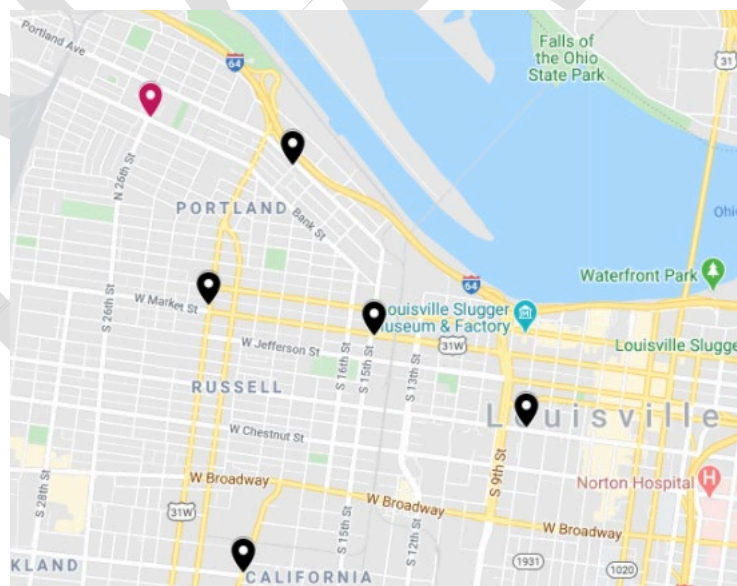 Portland Ave
64
Falls of
the Ohio
State Park
31
N 26th St
PORTLAND
Bank St
Ohio
64
Waterfront Park
W Market St
S 26th St
Louisville Slugger
Museum & Factory
31W
Louisville Slugge
W Jefferson St
S 16th St
S 15th St
S 13th St
RUSSELL
Louisville
W Chestnut St
S 9th St
W Broadway
Norton Hospital
H
S 28th St
31W
W Broadway
S 15th St
S 12th St
W Broadway
KLAND
CALIFORNIA
1931
1020